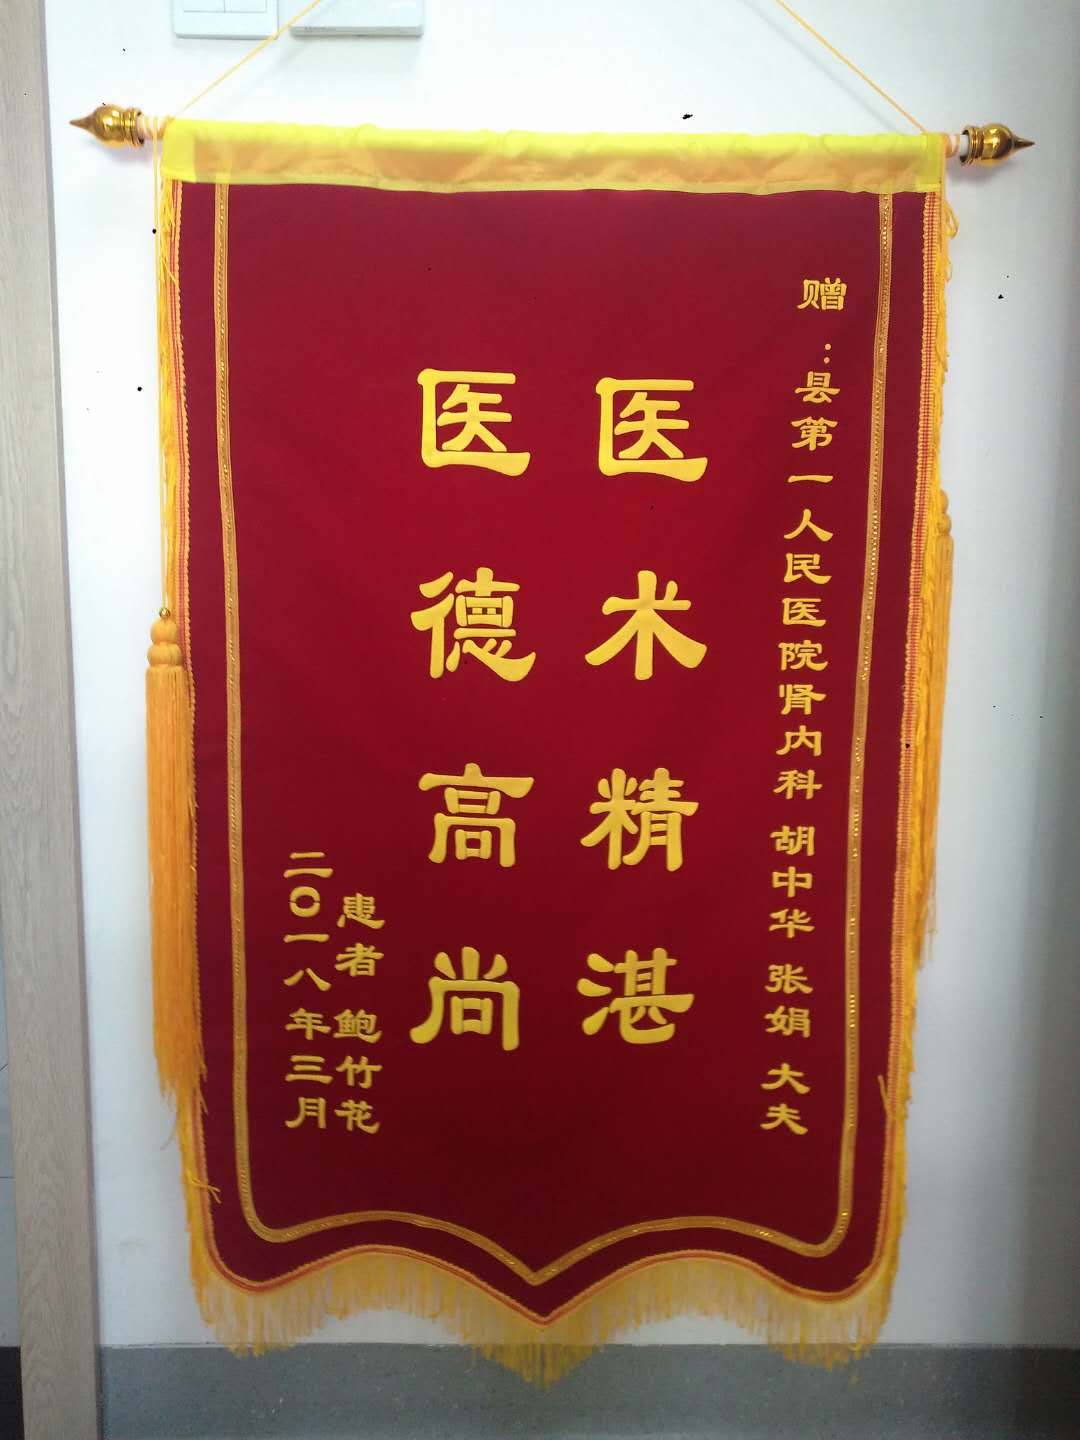 赠：县第一人民医院肾内科 胡中华 张娟 大夫
医术精湛
医德高尚
患者 鲍竹花
二〇一八年三月